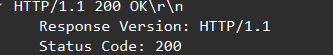 HTTP/1.1 200 OK\r\n
Response Version: HTTP/1.1
Status Code: 200